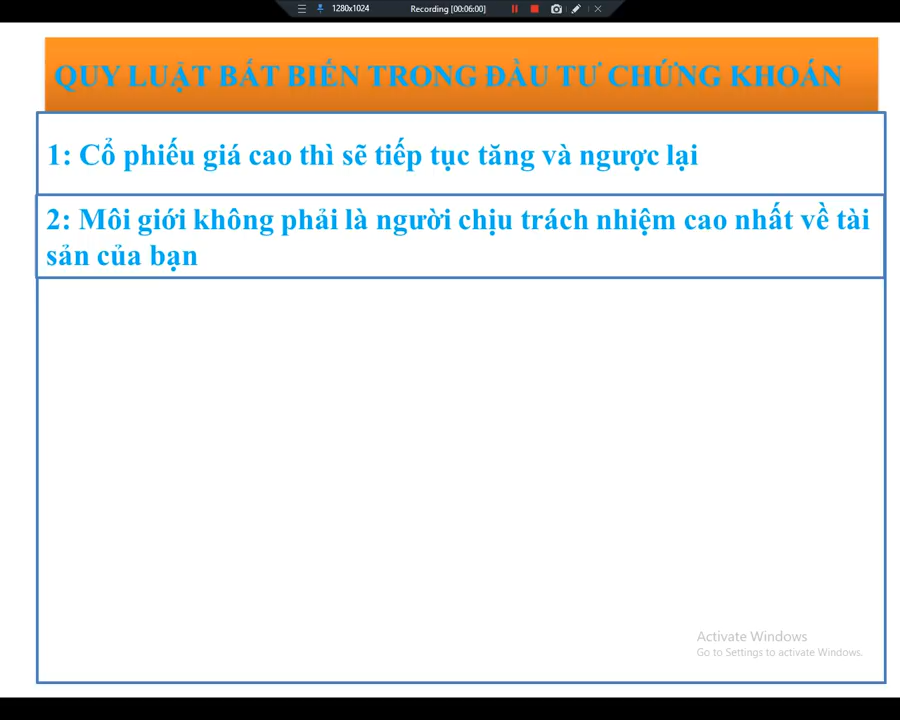 1280x1024 Recording [00:06:00]
QUY LUẬT BẤT BIẾN TRONG ĐẦU TƯ CHỨNG KHOÁN
1: Cổ phiếu giá cao thì sẽ tiếp tục tăng và ngược lại
2: Môi giới không phải là người chịu trách nhiệm cao nhất về tài
sản của bạn
Activate Windows
Go to Settings to activate Windows.